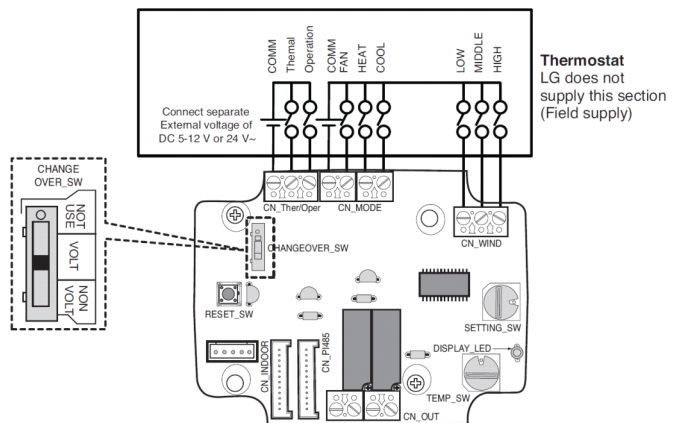 COMM
Thermal
Operation
COMM
FAN
HEAT
COOL
LOW
MIDDLE
HIGH
Thermostat
LG does not
supply this section
(Field supply)
Connect separate
External voltage of
DC 5-12 V or 24 V~
CHANGE
OVER_SW
NOT
USE
VOLT
NON
VOLT
CN_Ther/Oper
CN_MODE
CN_WIND
CHANGEOVER_SW
RESET_SW
SETTING_SW
DISPLAY_LED
CN_INDOOR
CN_PI485
TEMP_SW
CN_OUT